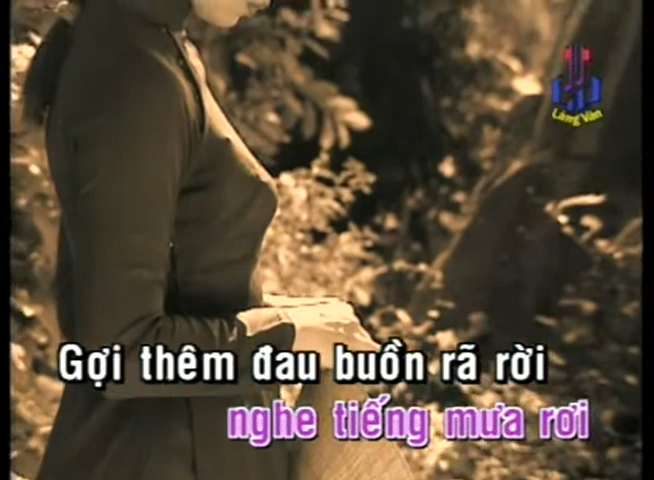 Làng Văn
Gợi thêm đau buồn rã rời
nghe tiếng mưa rơi